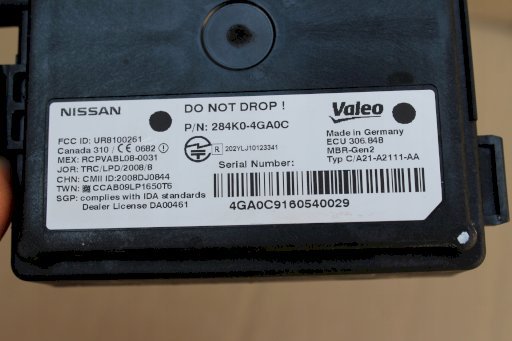 NISSAN
FCC ID: UR8100261
Canada 310 / CE 0682 !
MEX: RCPVABL08-0031
JOR: TRC/LPD/2008/8
CHN: CMII ID:2008DJ0844
TWN: CCAB09LP1650T6
SGP: complies with IDA standards
Dealer License DA00461
DO NOT DROP !
P/N: 284K0-4GA0C
R 202YLJ10123341
Serial Number:
4GA0C9160540029
Valeo
Made in Germany
ECU 306.84B
MBR-Gen2
Typ C/A21-A2111-AA